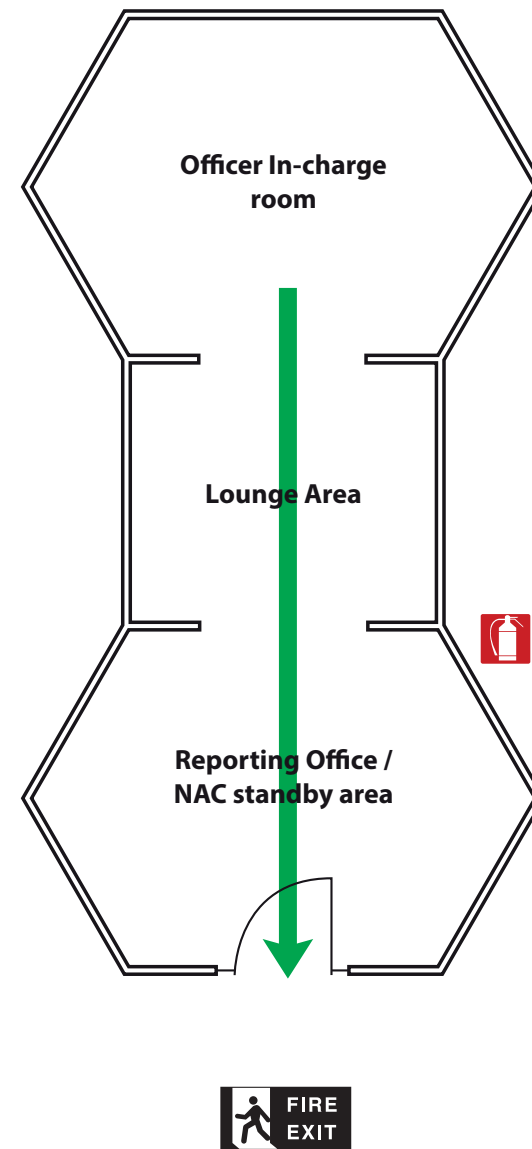 Officer In-charge
room
Lounge Area
Reporting Office /
NAC standby area
FIRE
EXIT